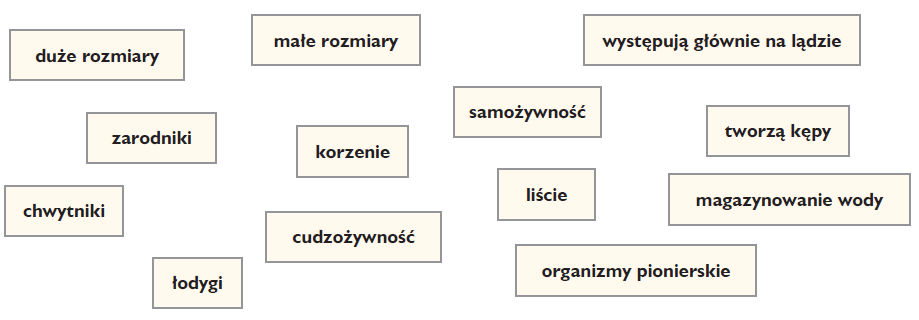 duże rozmiary
małe rozmiary
występują głównie na lądzie
zarodniki
korzenie
samożywność
tworzą kępy
chwytniki
cudzożywność
liście
magazynowanie wody
łodygi
organizmy pionierskie